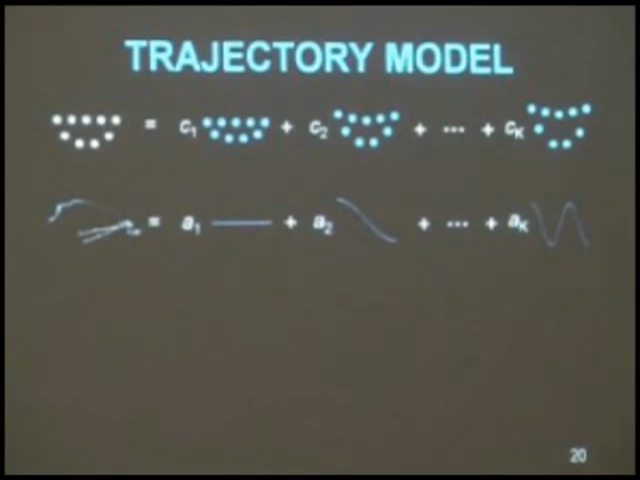 TRAJECTORY MODEL
= c1 + c2 + ... + cK
= a1 + a2 + ... + aK
20